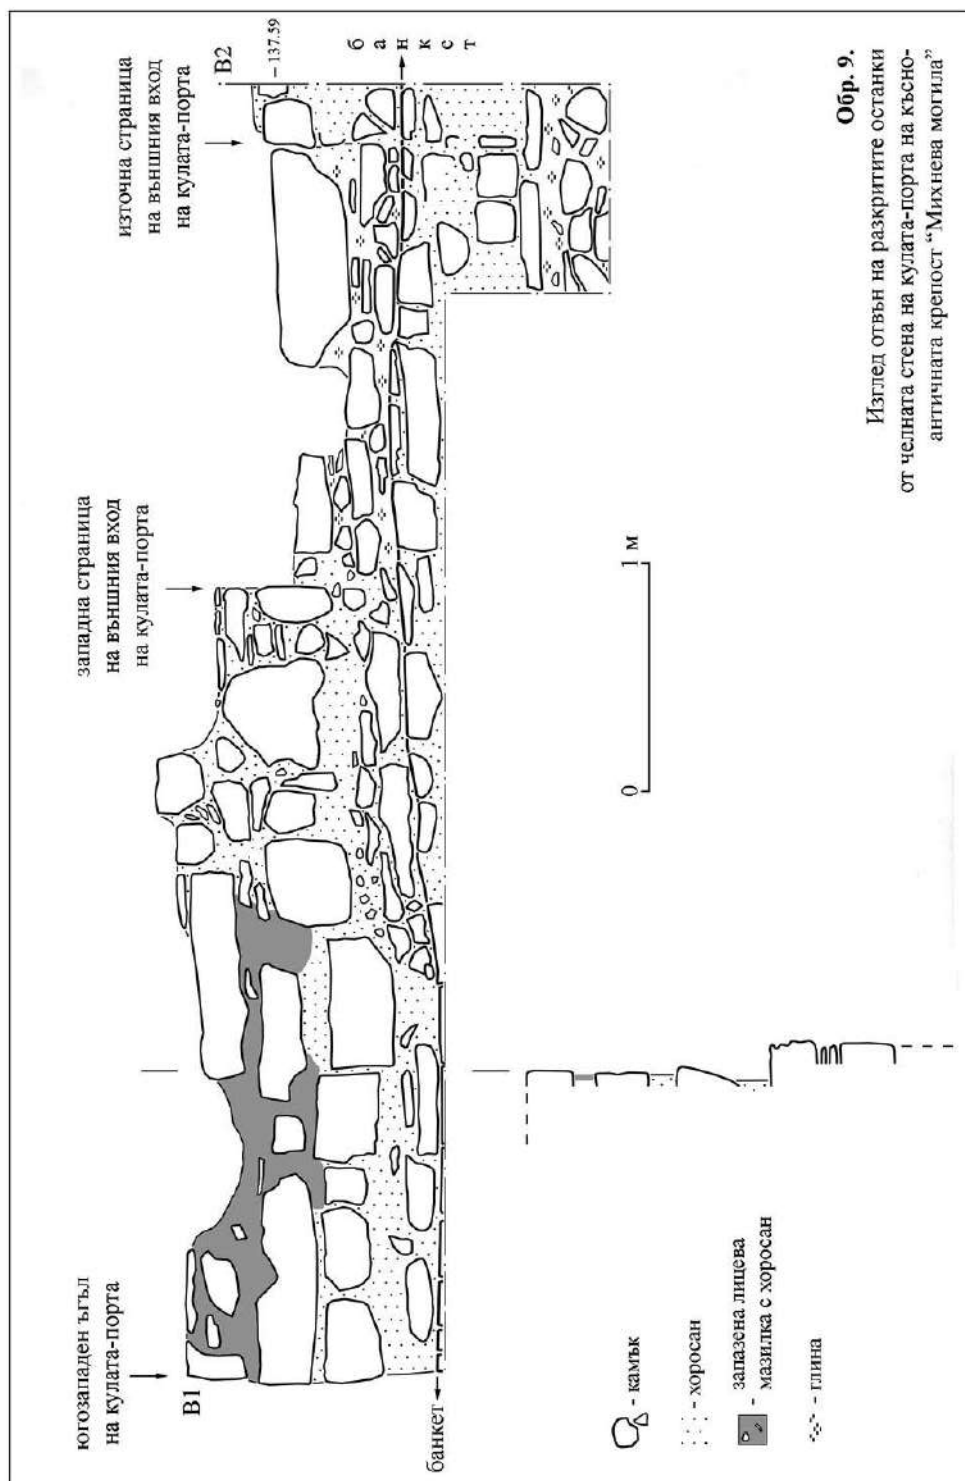 югозападен ъгъл
на кулата-порта
B1
западна страница
на външния вход
на кулата-порта
източна страница
на външния вход
на кулата-порта
B2
137.59
банкет
банкет
- камък
- хоросан
запазена лицева
мазилка с хоросан
- глина
0
1 м
Обр. 9.
Изглед отвън на разкритите останки
от челната стена на кулата-порта на късно-
античната крепост “Михнева могила”